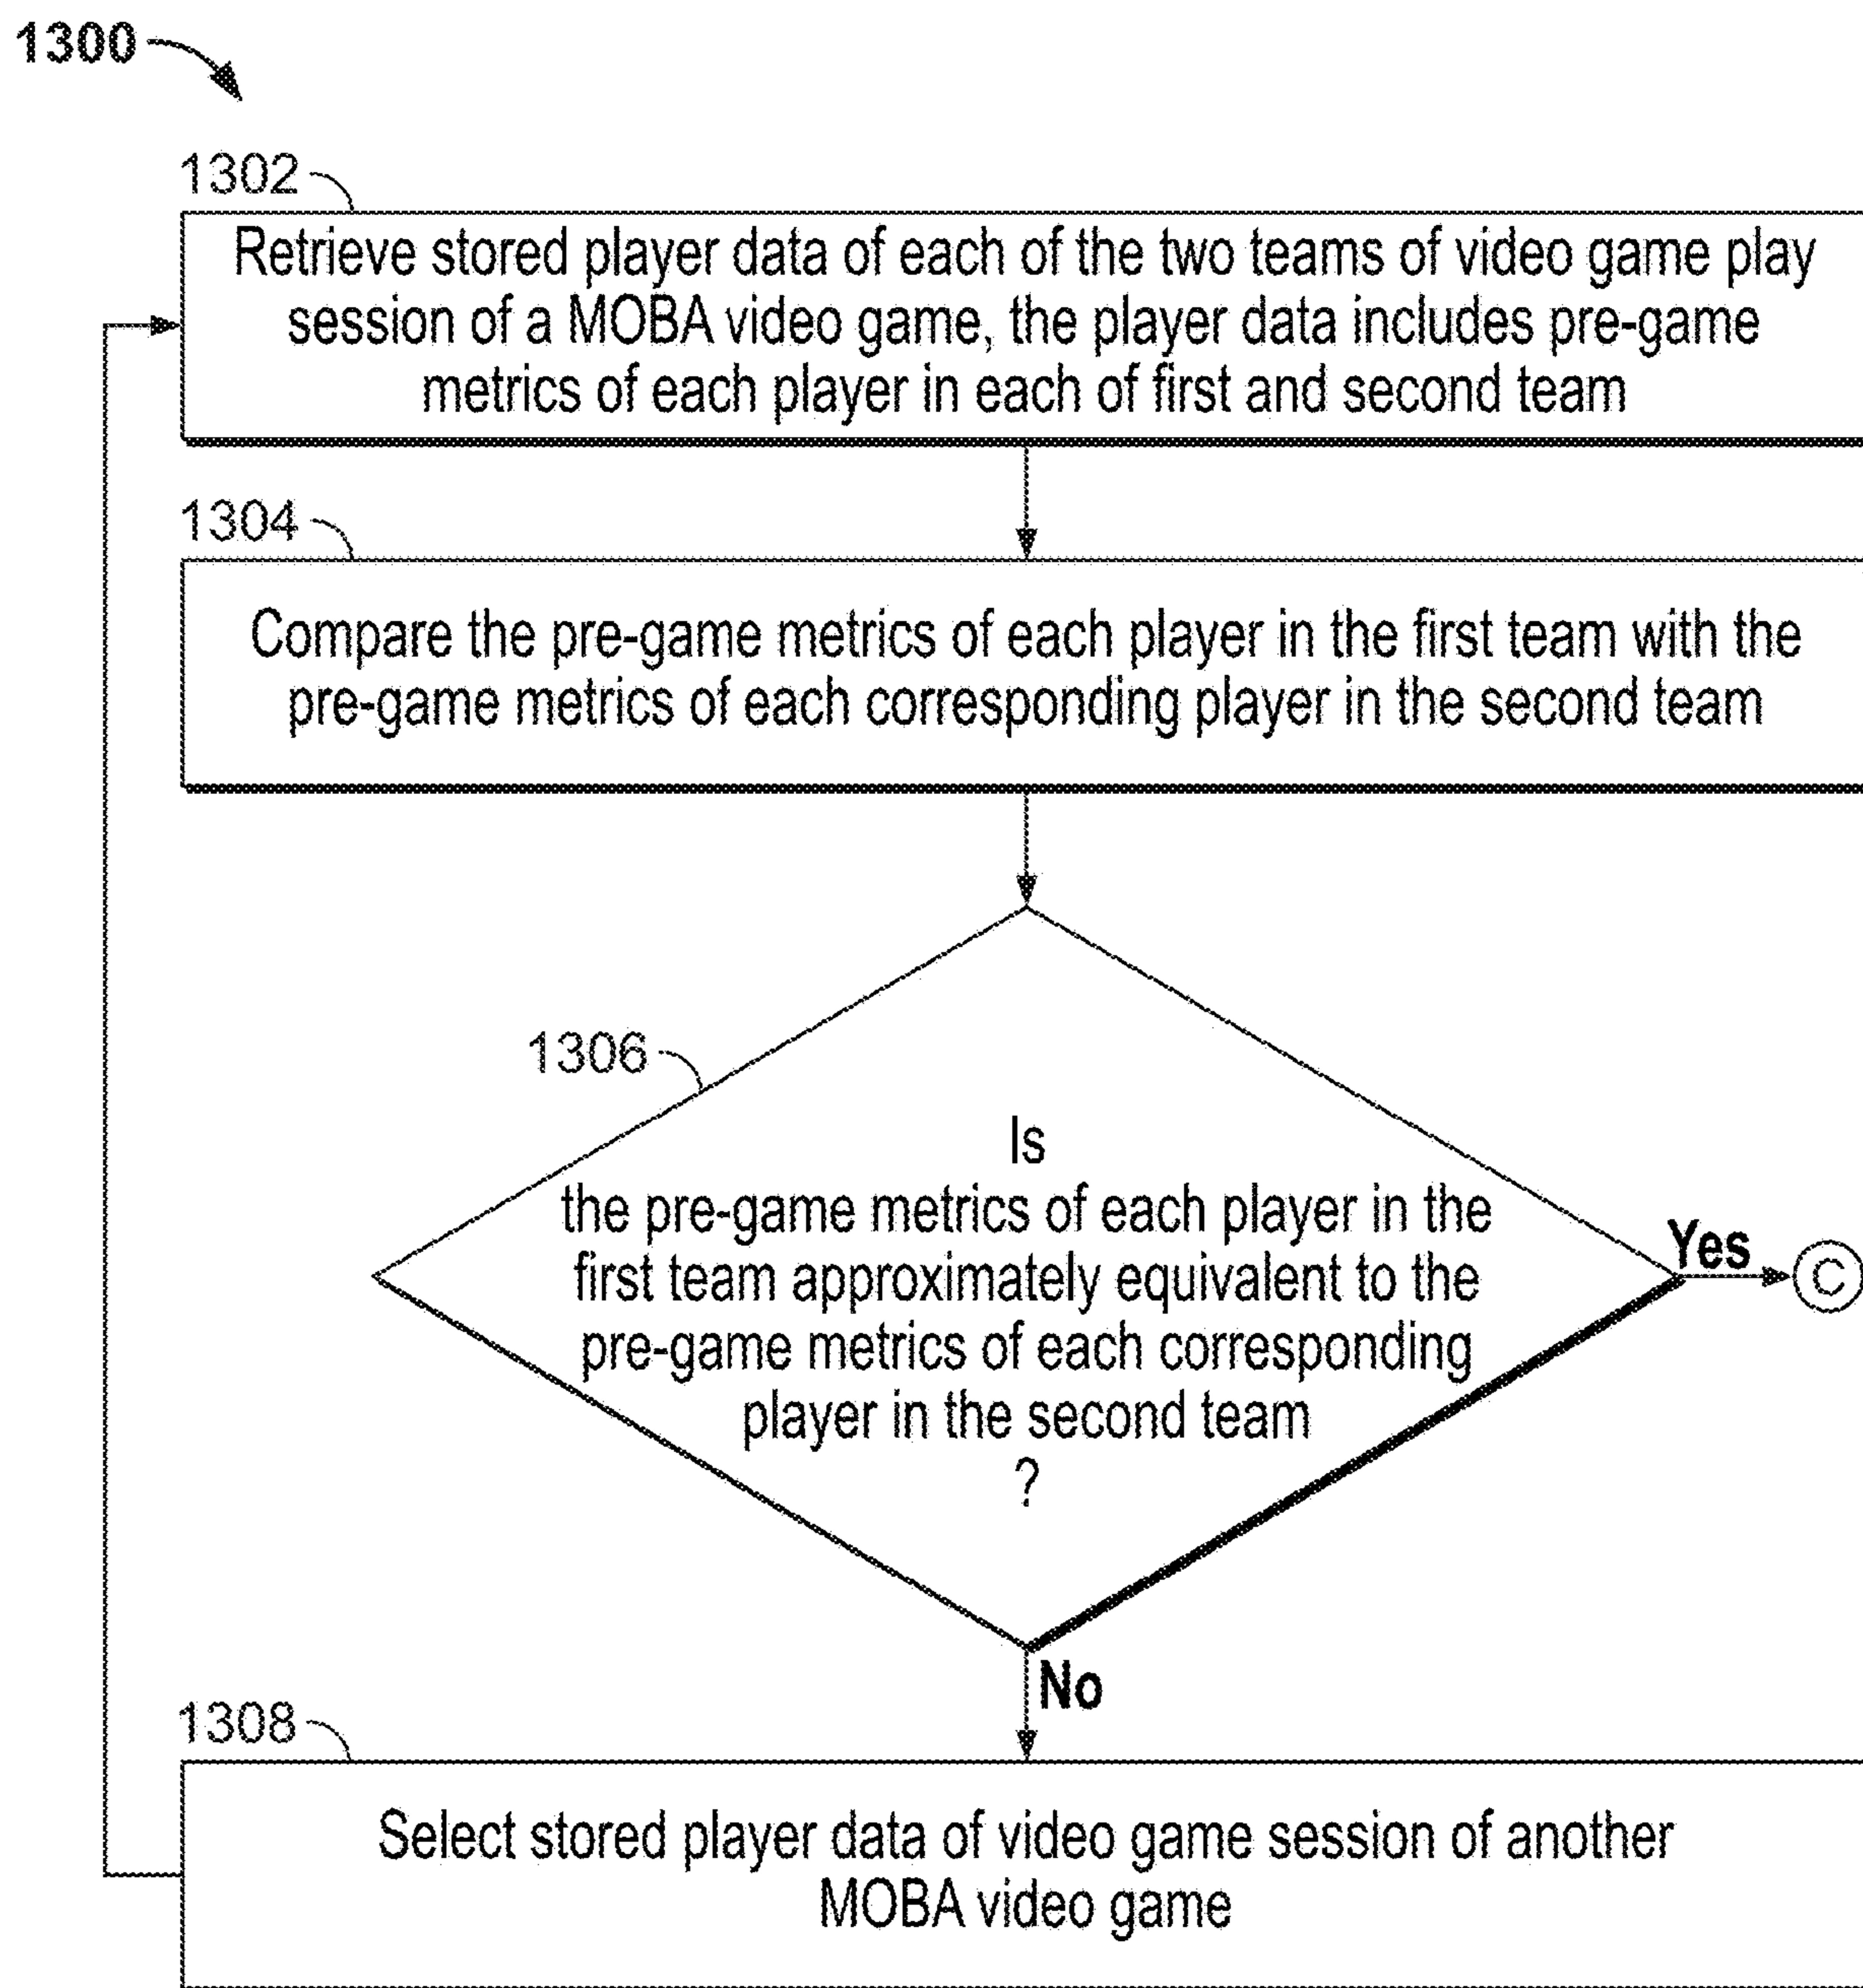 1300
1302
Retrieve stored player data of each of the two teams of video game play
session of a MOBA video game, the player data includes pre-game
metrics of each player in each of first and second team
1304
Compare the pre-game metrics of each player in the first team with the
pre-game metrics of each corresponding player in the second team
1306
Is
the pre-game metrics of each player in the
first team approximately equivalent to the
pre-game metrics of each corresponding
player in the second team
?
Yes
C
No
1308
Select stored player data of video game session of another
MOBA video game